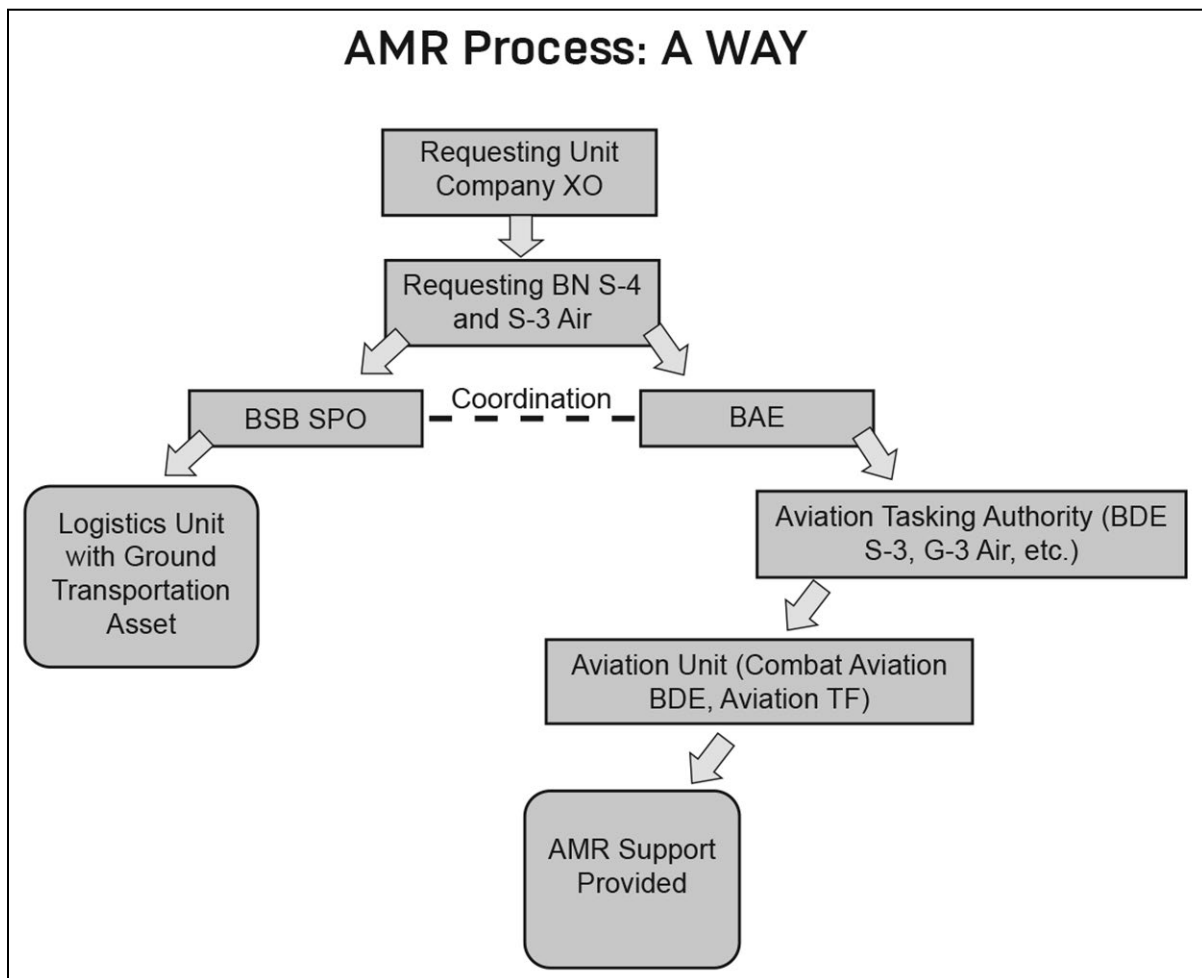 AMR Process: A WAY
Requesting Unit
Company XO
Requesting BN S-4
and S-3 Air
Coordination
BSB SPO
BAE
Logistics Unit
with Ground
Transportation
Asset
Aviation Tasking Authority (BDE
S-3, G-3 Air, etc.)
Aviation Unit (Combat Aviation
BDE, Aviation TF)
AMR Support
Provided